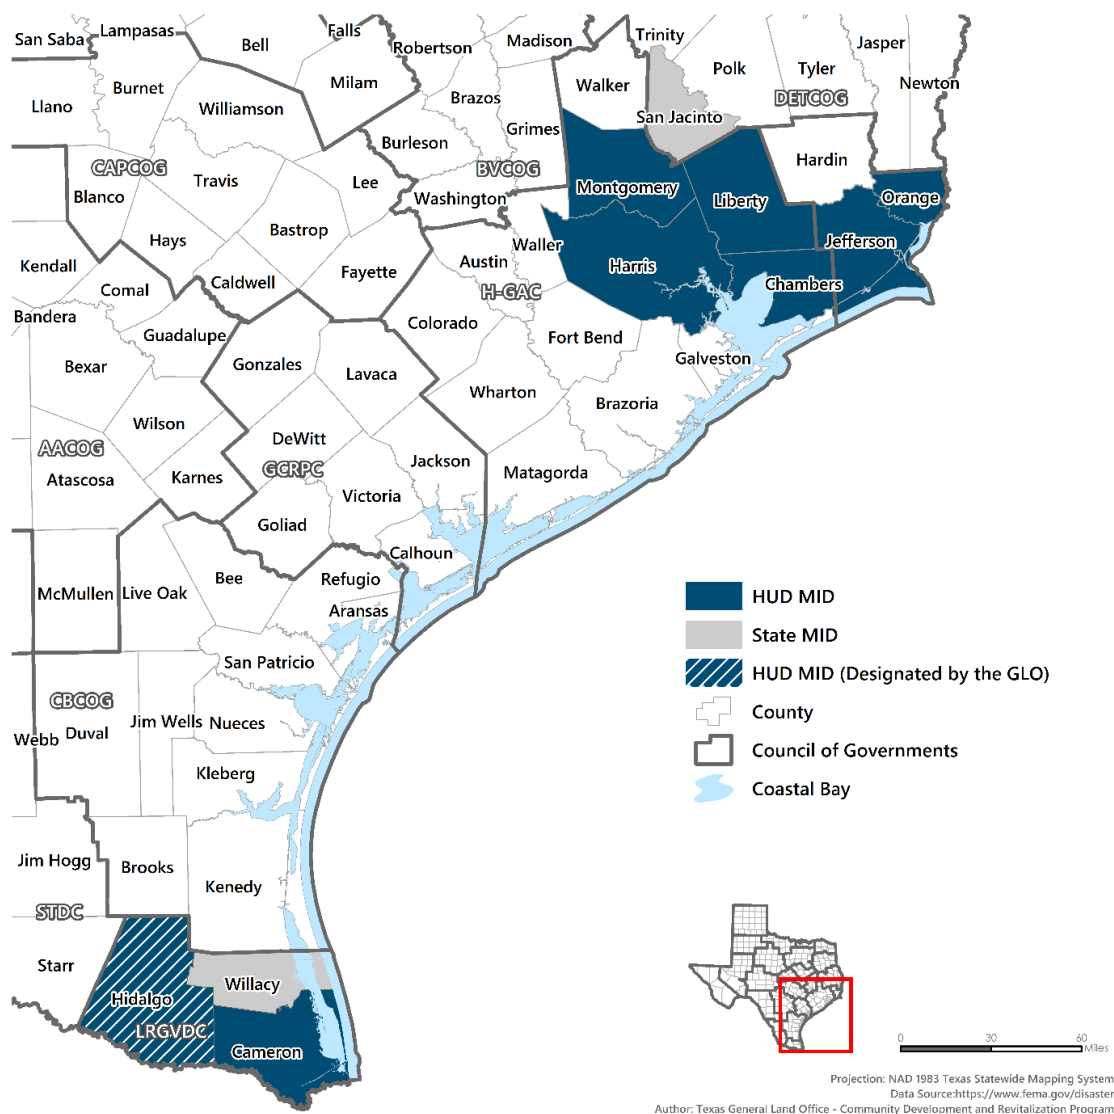 San Saba
Lampasas
Bell
Falls
Robertson
Madison
Trinity
Polk
Tyler
Jasper
Newton
Llano
Burnet
Williamson
Milam
Brazos
Walker
DETCOG
San Jacinto
Grimes
Burleson
Hardin
CAPCOG
BVCOG
Blanco
Travis
Lee
Washington
Montgomery
Liberty
Orange
Hays
Bastrop
Waller
Jefferson
Kendall
Comal
Caldwell
Fayette
Austin
Harris
Chambers
H-GAC
Bandera
Guadalupe
Colorado
Fort Bend
Galveston
Bexar
Gonzales
Lavaca
Wharton
Brazoria
Wilson
DeWitt
AACOG
Atascosa
Karnes
GCRPC
Jackson
Matagorda
Victoria
Goliad
Calhoun
McMullen
Live Oak
Bee
Refugio
Aransas
San Patricio
CBCOG
Webb
Duval
Jim Wells
Nueces
Kleberg
Jim Hogg
Brooks
Kenedy
STDC
Starr
Hidalgo
Willacy
LRGVDC
Cameron
HUD MID
State MID
HUD MID (Designated by the GLO)
County
Council of Governments
Coastal Bay
0 30 60
Miles
Projection: NAD 1983 Texas Statewide Mapping System
Data Source:https://www.fema.gov/disaster
Author: Texas General Land Office - Community Development and Revitalization Program